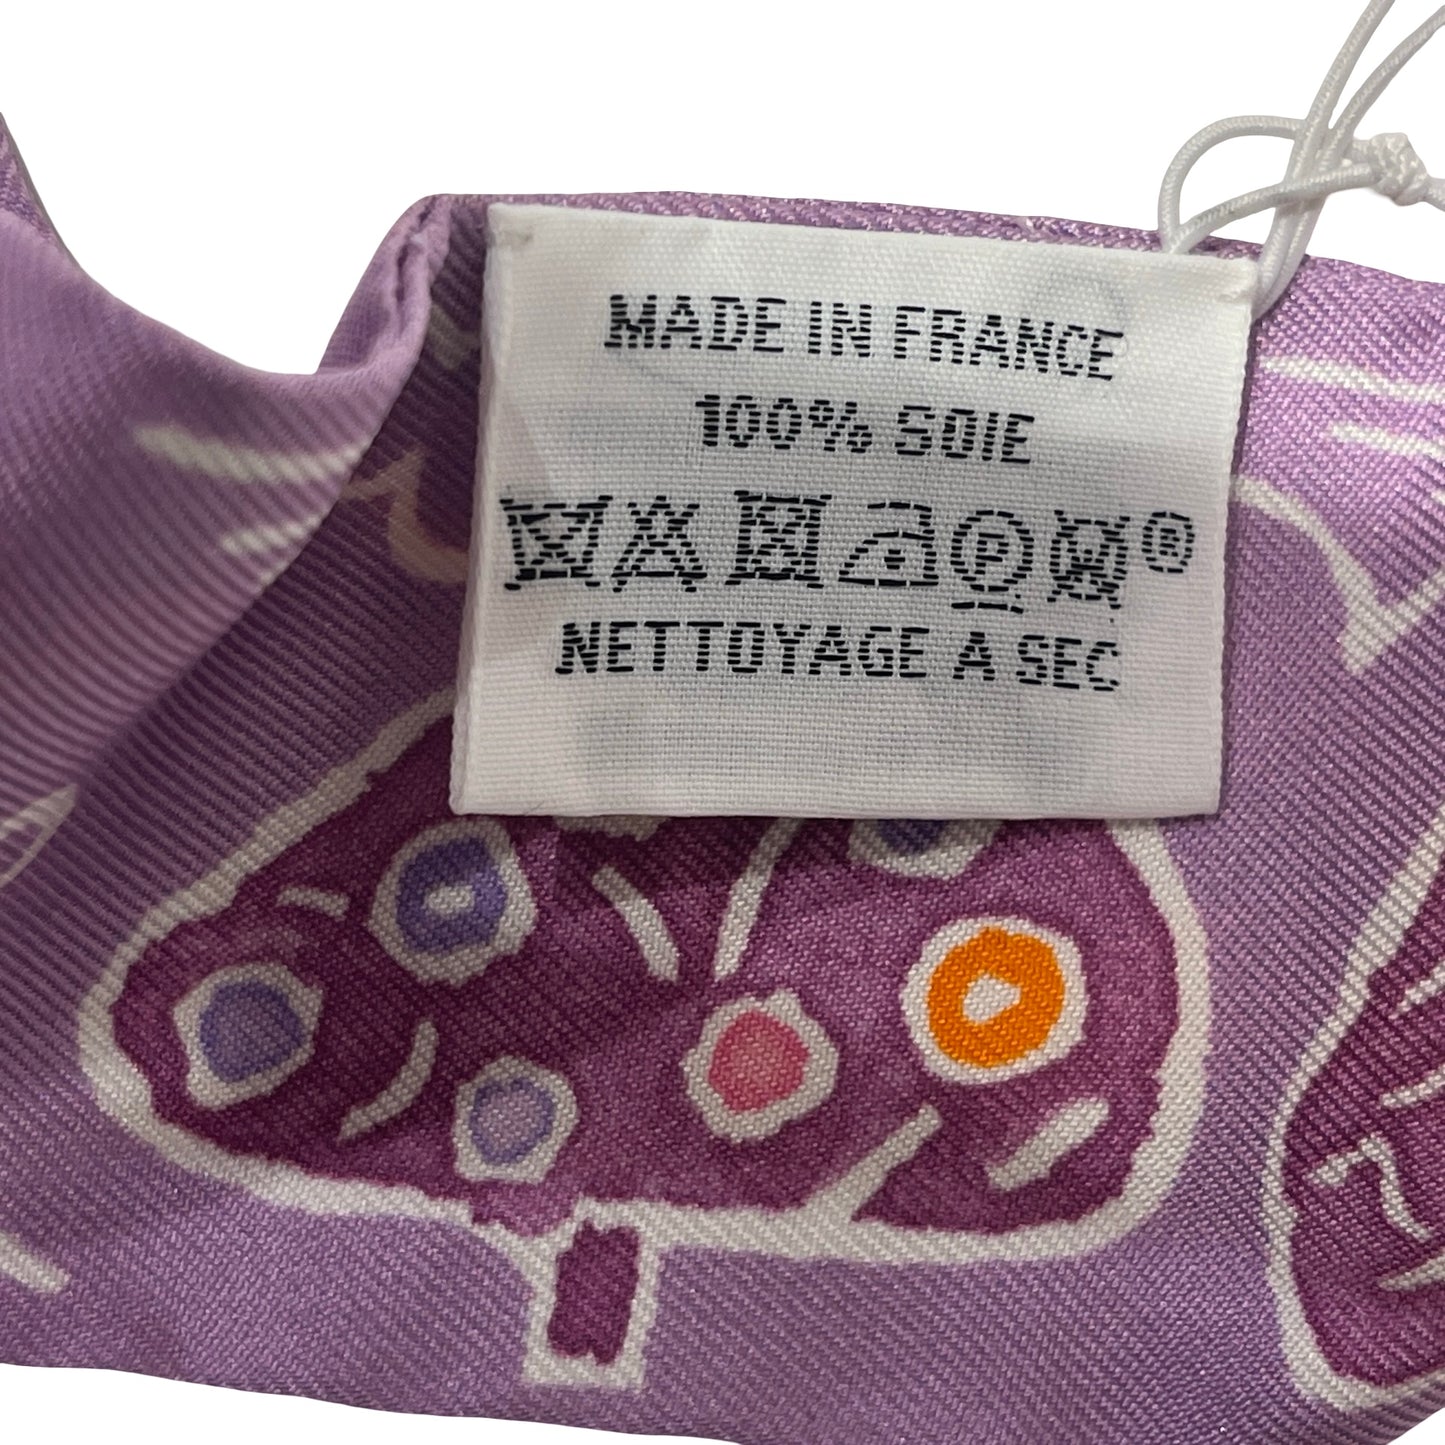 MADE IN FRANCE
100% SOIE
P ®
NETTOYAGE A SEC